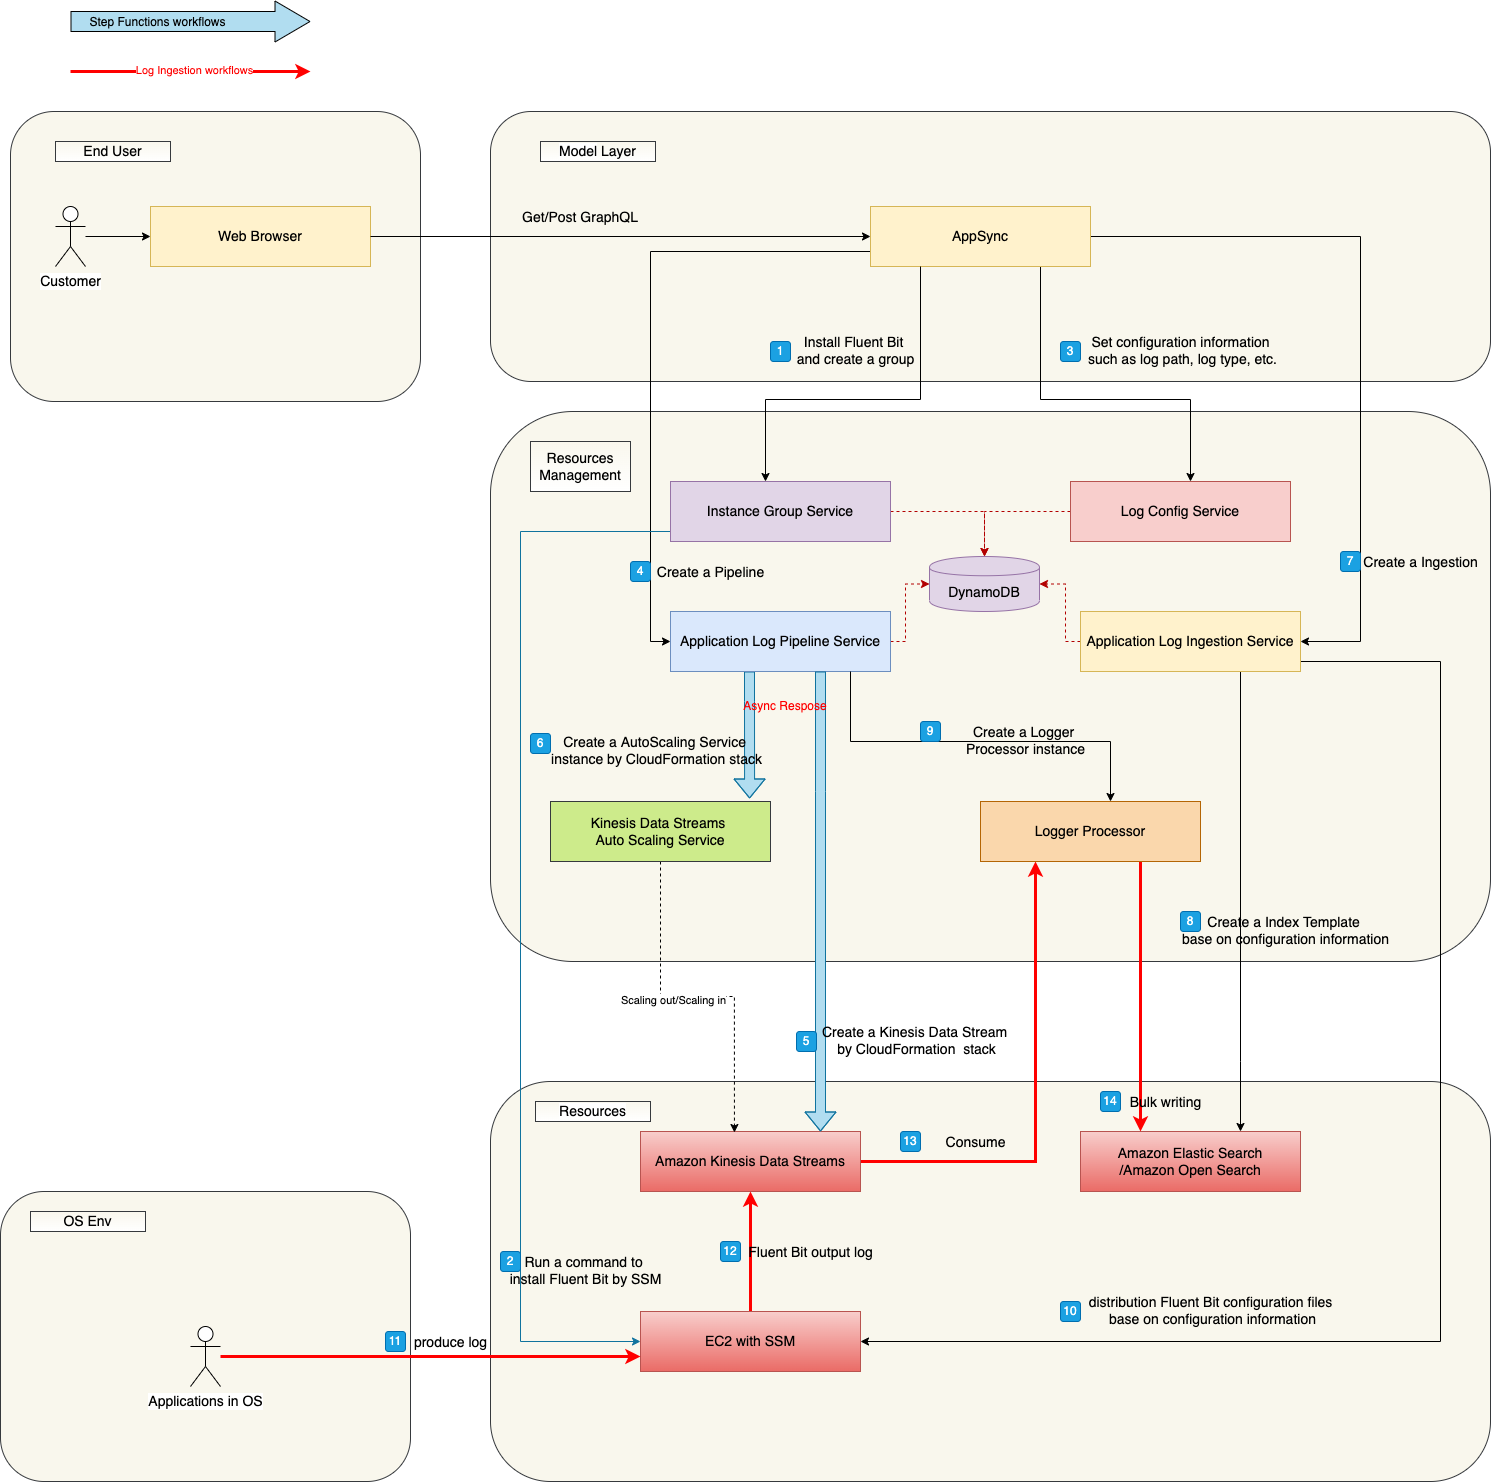 Step Functions workflows
Log Ingestion workflows
End User
Customer
Web Browser
Model Layer
Get/Post GraphQL
AppSync
1
Install Fluent Bit
and create a group
3
Set configuration information
such as log path, log type, etc.
Resources
Management
Instance Group Service
Log Config Service
4
Create a Pipeline
DynamoDB
7
Create a Ingestion
Application Log Pipeline Service
Application Log Ingestion Service
Async Respose
6
Create a AutoScaling Service
instance by CloudFormation stack
9
Create a Logger
Processor instance
Kinesis Data Streams
Auto Scaling Service
Logger Processor
8
Create a Index Template
base on configuration information
Scaling out/Scaling in
5
Create a Kinesis Data Stream
by CloudFormation  stack
Resources
14
Bulk writing
13
Consume
Amazon Kinesis Data Streams
Amazon Elastic Search
/Amazon Open Search
OS Env
2
Run a command to
install Fluent Bit by SSM
12
Fluent Bit output log
10
distribution Fluent Bit configuration files
base on configuration information
11
produce log
EC2 with SSM
Applications in OS